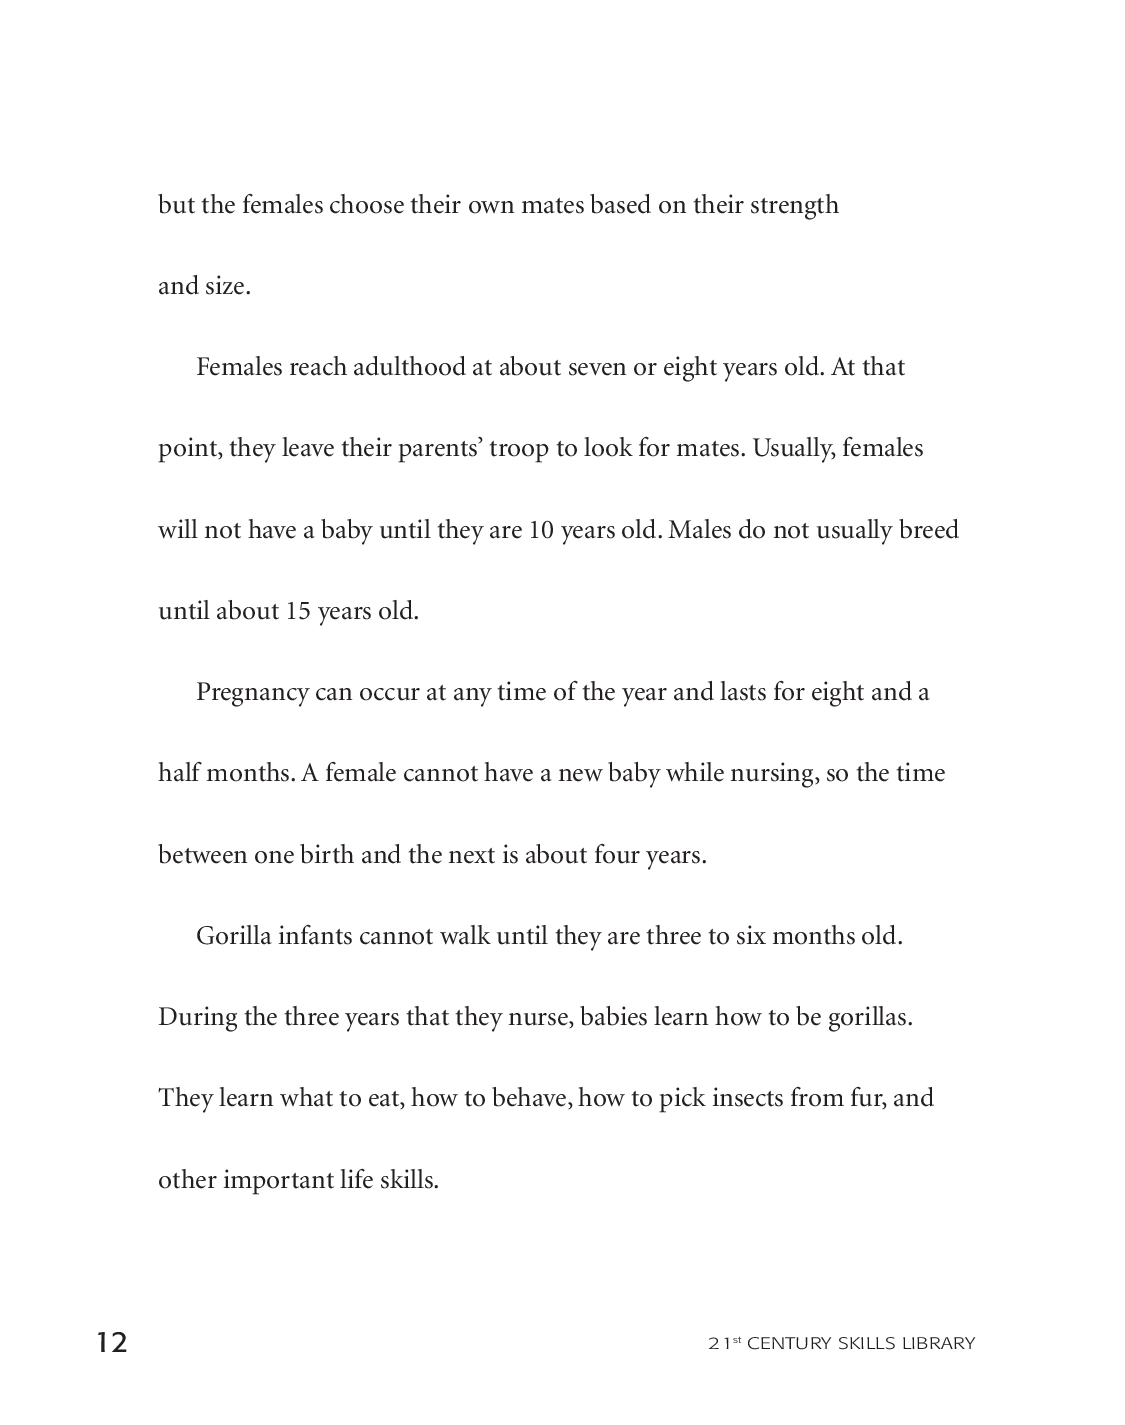 but the females choose their own mates based on their strength
and size.
Females reach adulthood at about seven or eight years old. At that
point, they leave their parents’ troop to look for mates. Usually, females
will not have a baby until they are 10 years old. Males do not usually breed
until about 15 years old.
Pregnancy can occur at any time of the year and lasts for eight and a
half months. A female cannot have a new baby while nursing, so the time
between one birth and the next is about four years.
Gorilla infants cannot walk until they are three to six months old.
During the three years that they nurse, babies learn how to be gorillas.
They learn what to eat, how to behave, how to pick insects from fur, and
other important life skills.
12 21st CENTURY SKILLS LIBRARY